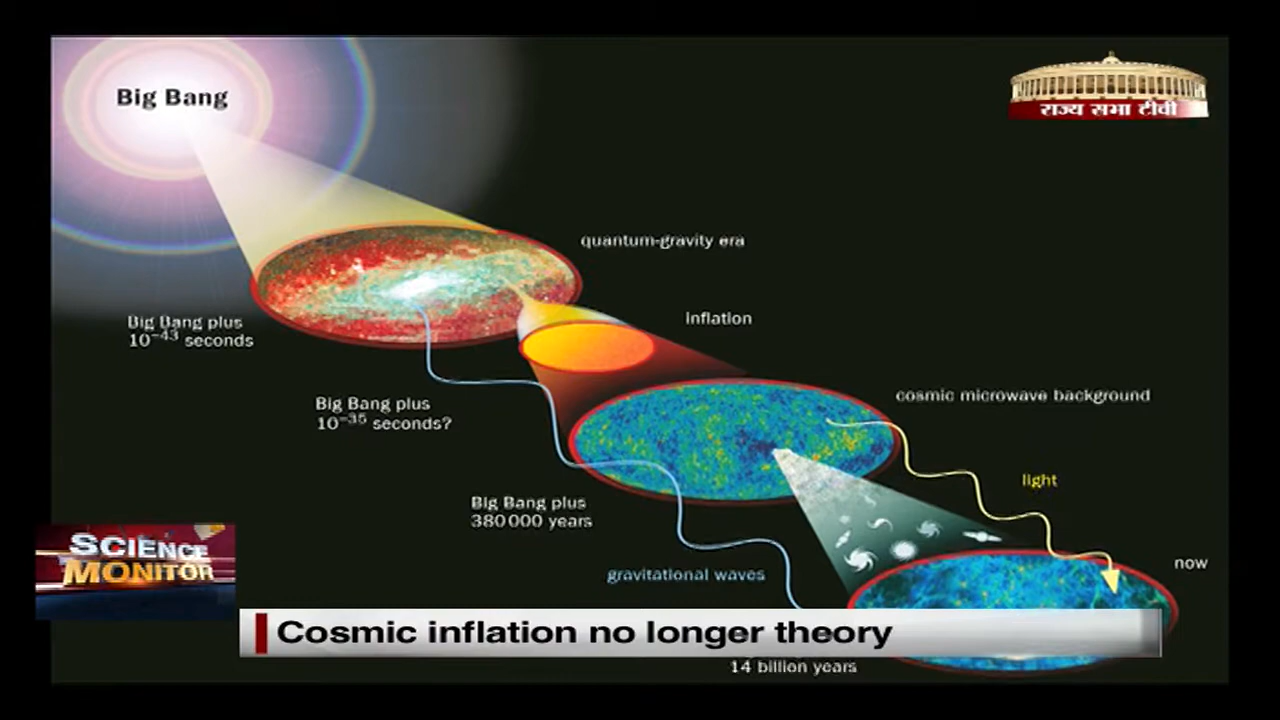 Big Bang
राज्य सभा टीवी
quantum-gravity era
Big Bang plus
10⁻⁴³ seconds
inflation
Big Bang plus
10⁻³⁵ seconds?
cosmic microwave background
light
Big Bang plus
380 000 years
gravitational waves
now
SCIENCE
MONITOR
Cosmic inflation no longer theory
14 billion years